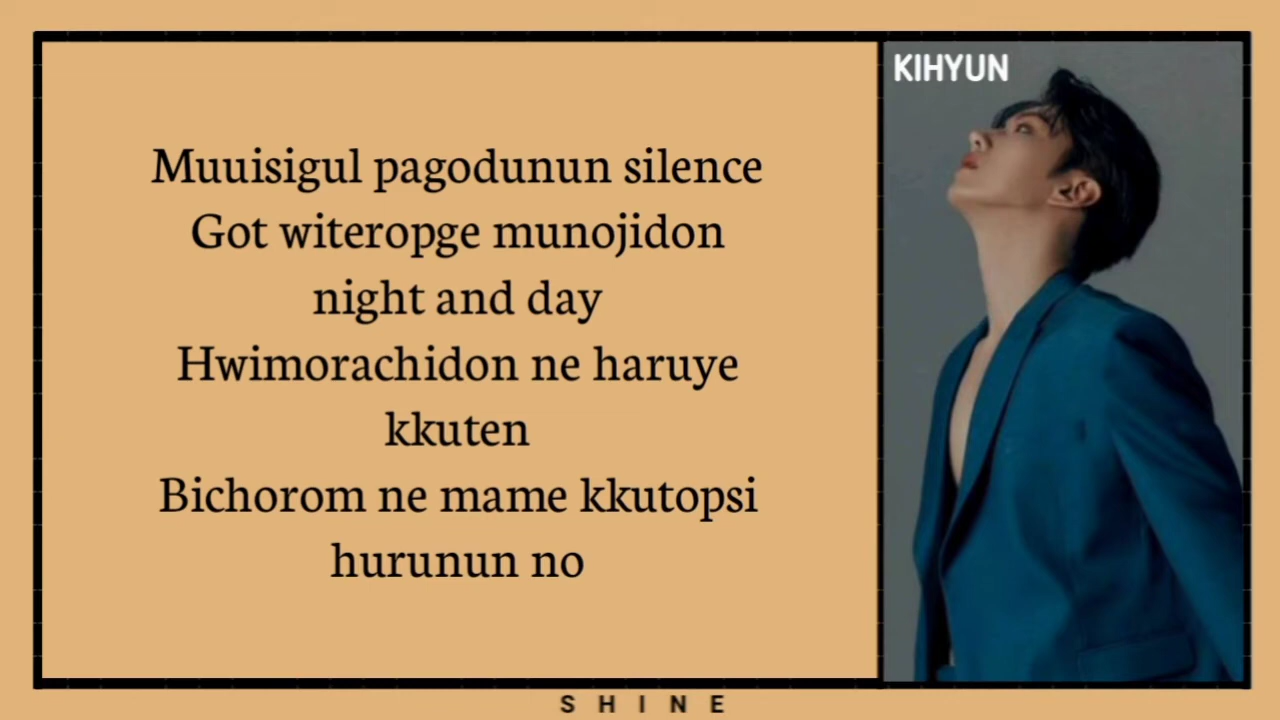 KIHYUN
Muuisigul pagodunun silence
Got witeropge munojidon
night and day
Hwimorachidon ne haruye
kkuten
Bichorom ne mame kkutopsi
hurunun no
SHINE